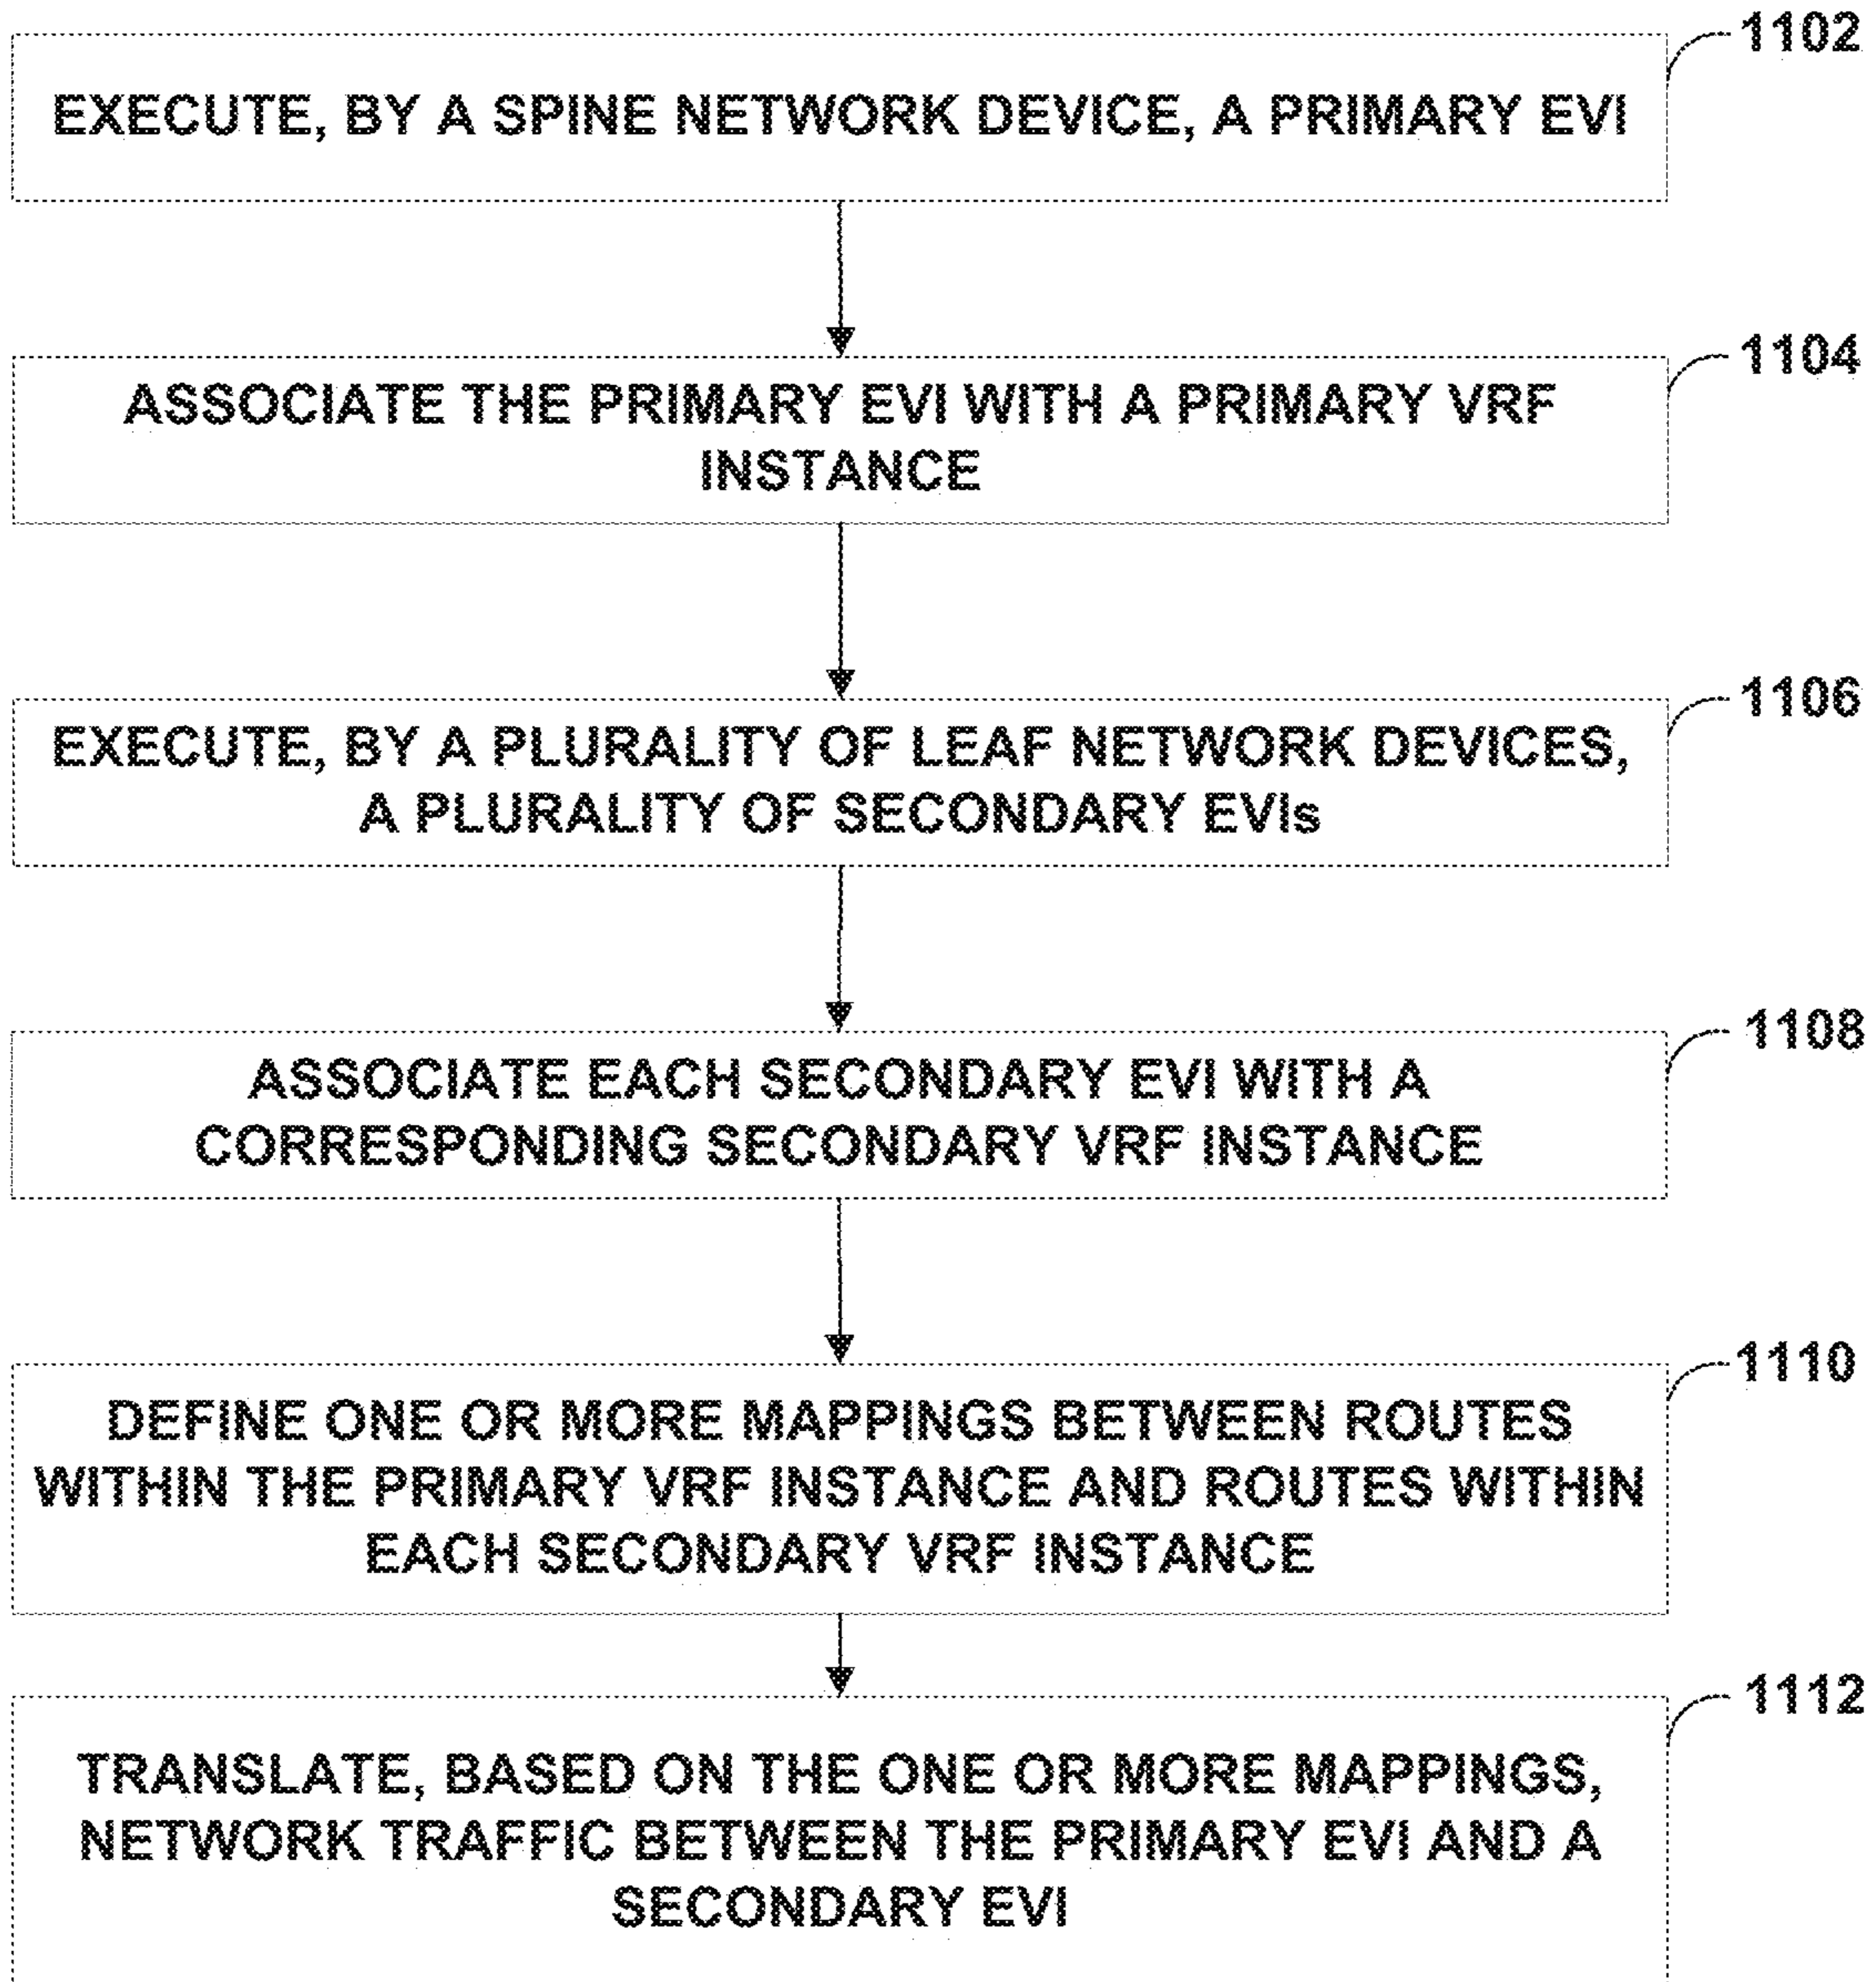 1102
EXECUTE, BY A SPINE NETWORK DEVICE, A PRIMARY EVI
1104
ASSOCIATE THE PRIMARY EVI WITH A PRIMARY VRF
INSTANCE
1106
EXECUTE, BY A PLURALITY OF LEAF NETWORK DEVICES,
A PLURALITY OF SECONDARY EVIs
1108
ASSOCIATE EACH SECONDARY EVI WITH A
CORRESPONDING SECONDARY VRF INSTANCE
1110
DEFINE ONE OR MORE MAPPINGS BETWEEN ROUTES
WITHIN THE PRIMARY VRF INSTANCE AND ROUTES WITHIN
EACH SECONDARY VRF INSTANCE
1112
TRANSLATE, BASED ON THE ONE OR MORE MAPPINGS,
NETWORK TRAFFIC BETWEEN THE PRIMARY EVI AND A
SECONDARY EVI